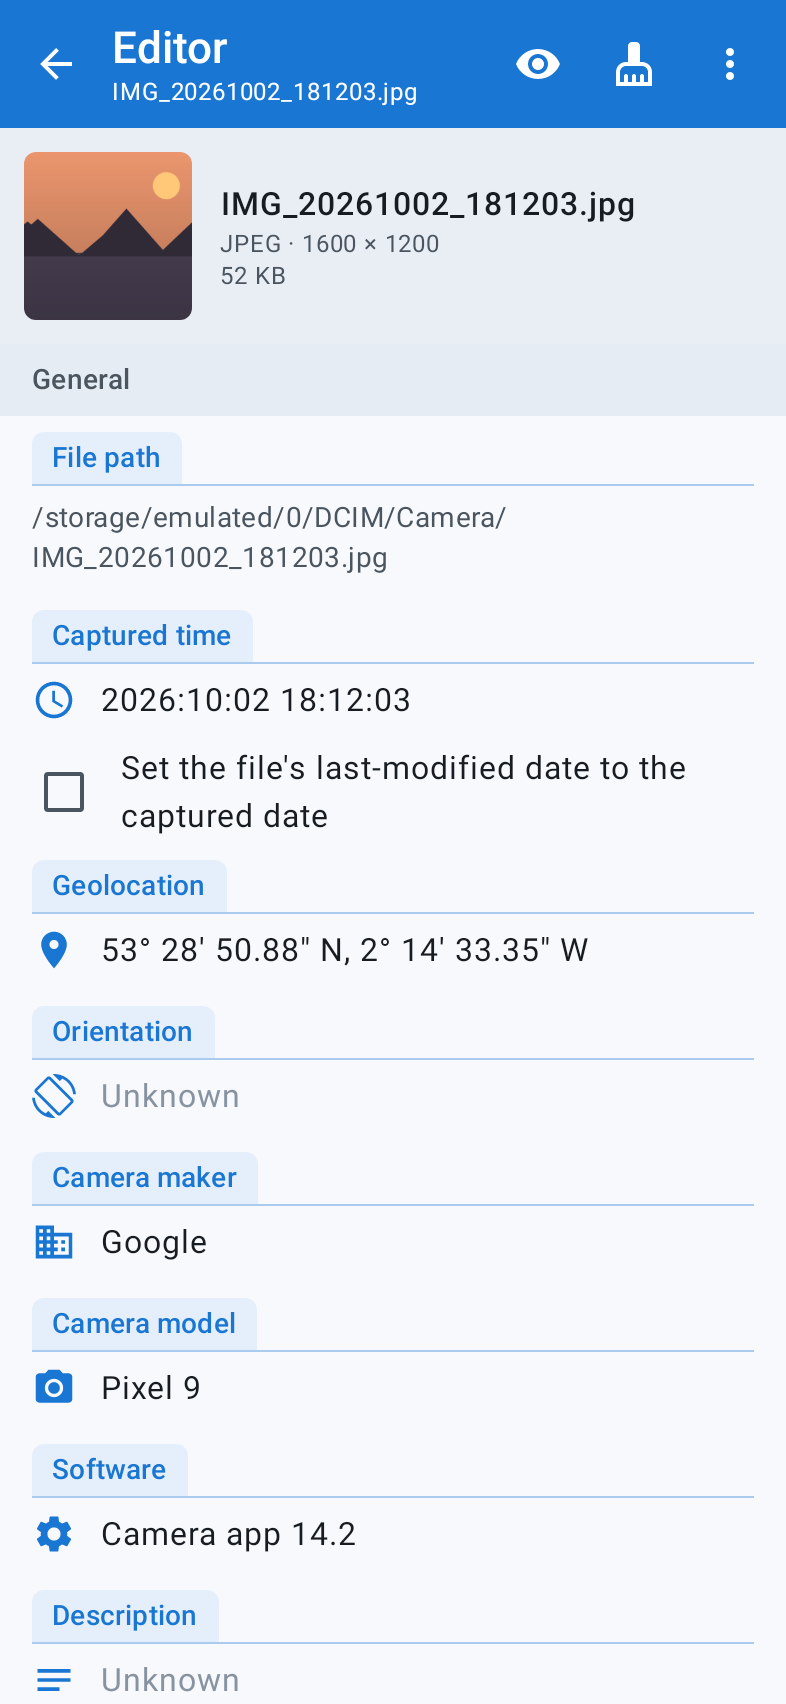 Editor
IMG_20261002_181203.jpg
IMG_20261002_181203.jpg
JPEG · 1600 × 1200
52 KB
General
File path
/storage/emulated/0/DCIM/Camera/
IMG_20261002_181203.jpg
Captured time
2026:10:02 18:12:03
Set the file's last-modified date to the
captured date
Geolocation
53° 28' 50.88" N, 2° 14' 33.35" W
Orientation
Unknown
Camera maker
Google
Camera model
Pixel 9
Software
Camera app 14.2
Description
Unknown